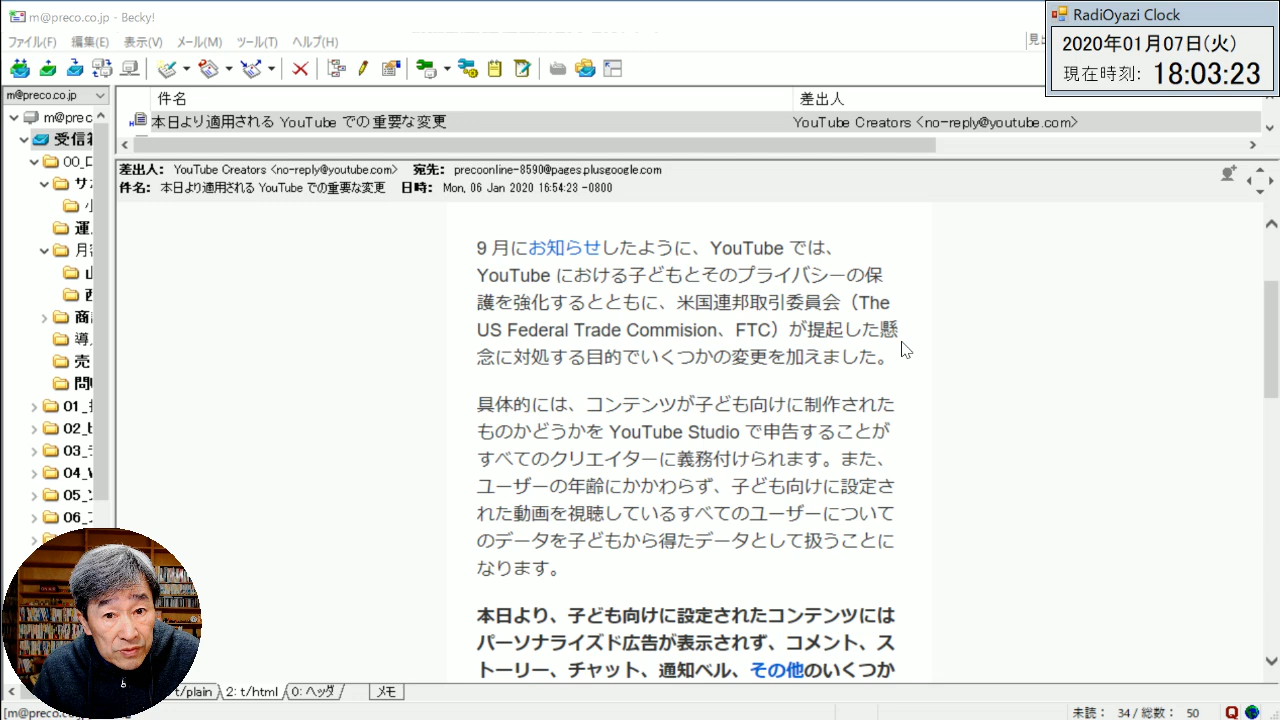 m@preco.co.jp - Becky!
RadiOyazi Clock
2020年01月07日(火)
現在時刻: 18:03:23
ファイル(F) 編集(E) 表示(V) メール(M) ツール(T) ヘルプ(H)
m@preco.co.jp
件名 差出人
m@prec
本日より適用される YouTube での重要な変更 YouTube Creators <no-reply@youtube.com>
受信箱
00_
差出人: YouTube Creators <no-reply@youtube.com> 宛先: precoonline-8590@pages.plusgoogle.com
件名: 本日より適用される YouTube での重要な変更 日時: Mon, 06 Jan 2020 16:54:23 -0800
サ
小
運
月
山
西
商
導
売
問
01_
02_
03_
04_
05_
06_
9 月にお知らせしたように、YouTube では、
YouTube における子どもとそのプライバシーの保
護を強化するとともに、米国連邦取引委員会（The
US Federal Trade Commision、FTC）が提起した懸
念に対処する目的でいくつかの変更を加えました。
具体的には、コンテンツが子ども向けに制作された
ものかどうかを YouTube Studio で申告することが
すべてのクリエイターに義務付けられます。また、
ユーザーの年齢にかかわらず、子ども向けに設定さ
れた動画を視聴しているすべてのユーザーについて
のデータを子どもから得たデータとして扱うことに
なります。
本日より、子ども向けに設定されたコンテンツには
パーソナライズド広告が表示されず、コメント、ス
トーリー、チャット、通知ベル、その他のいくつか
t/plain 2: t/html 0: ヘッダ メモ
[m@preco.co
未読: 34 / 総数: 50